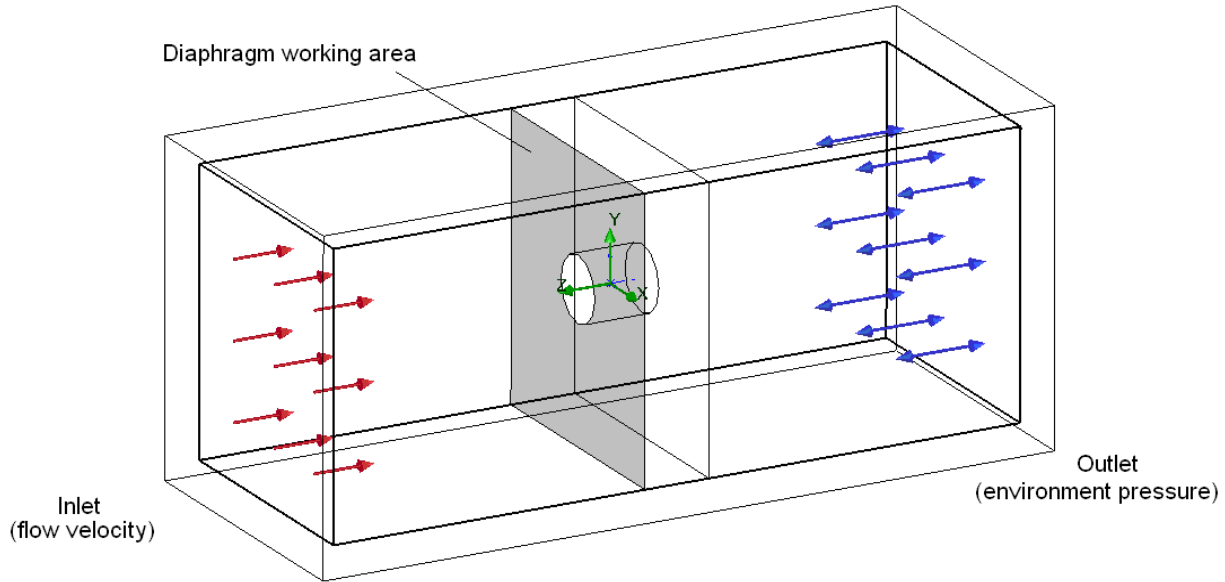 Diaphragm working area
Y
Z
X
Inlet
(flow velocity)
Outlet
(environment pressure)